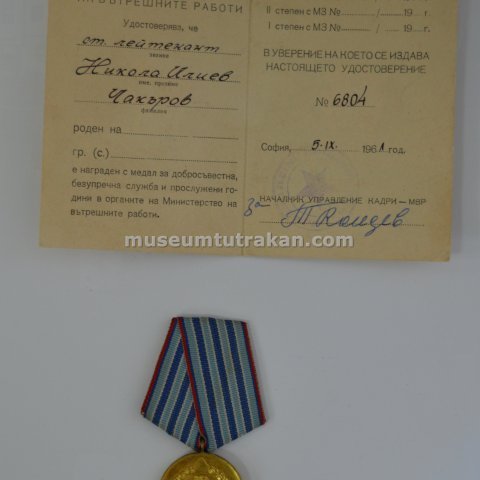 ВЪТРЕШНИТЕ РАБОТИ
Удостоверява, че
ст. лейтенант
звание
Никола Илиев
име, презиме
Чакъров
фамилия
роден на
гр. (с.)
е награден с медал за добросъвестна,
безупречна служба и прослужени го-
дини в органите на Министерство на
вътрешните работи.
II степен с МЗ № / 19 г.
I степен с МЗ № / 19 г.
В УВЕРЕНИЕ НА КОЕТО СЕ ИЗДАВА
НАСТОЯЩЕТО УДОСТОВЕРЕНИЕ
№ 6804
София, 5-IX. 1961 год.
НАЧАЛНИК УПРАВЛЕНИЕ КАДРИ — МВР
за
museumtutrakan.com